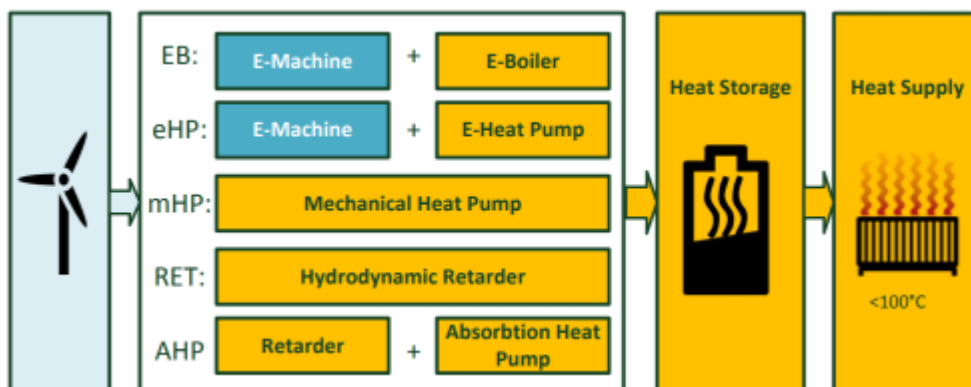 EB: E-Machine + E-Boiler
eHP: E-Machine + E-Heat Pump
mHP: Mechanical Heat Pump
RET: Hydrodynamic Retarder
AHP Retarder + Absorbtion Heat
Pump
Heat Storage
Heat Supply
<100°C